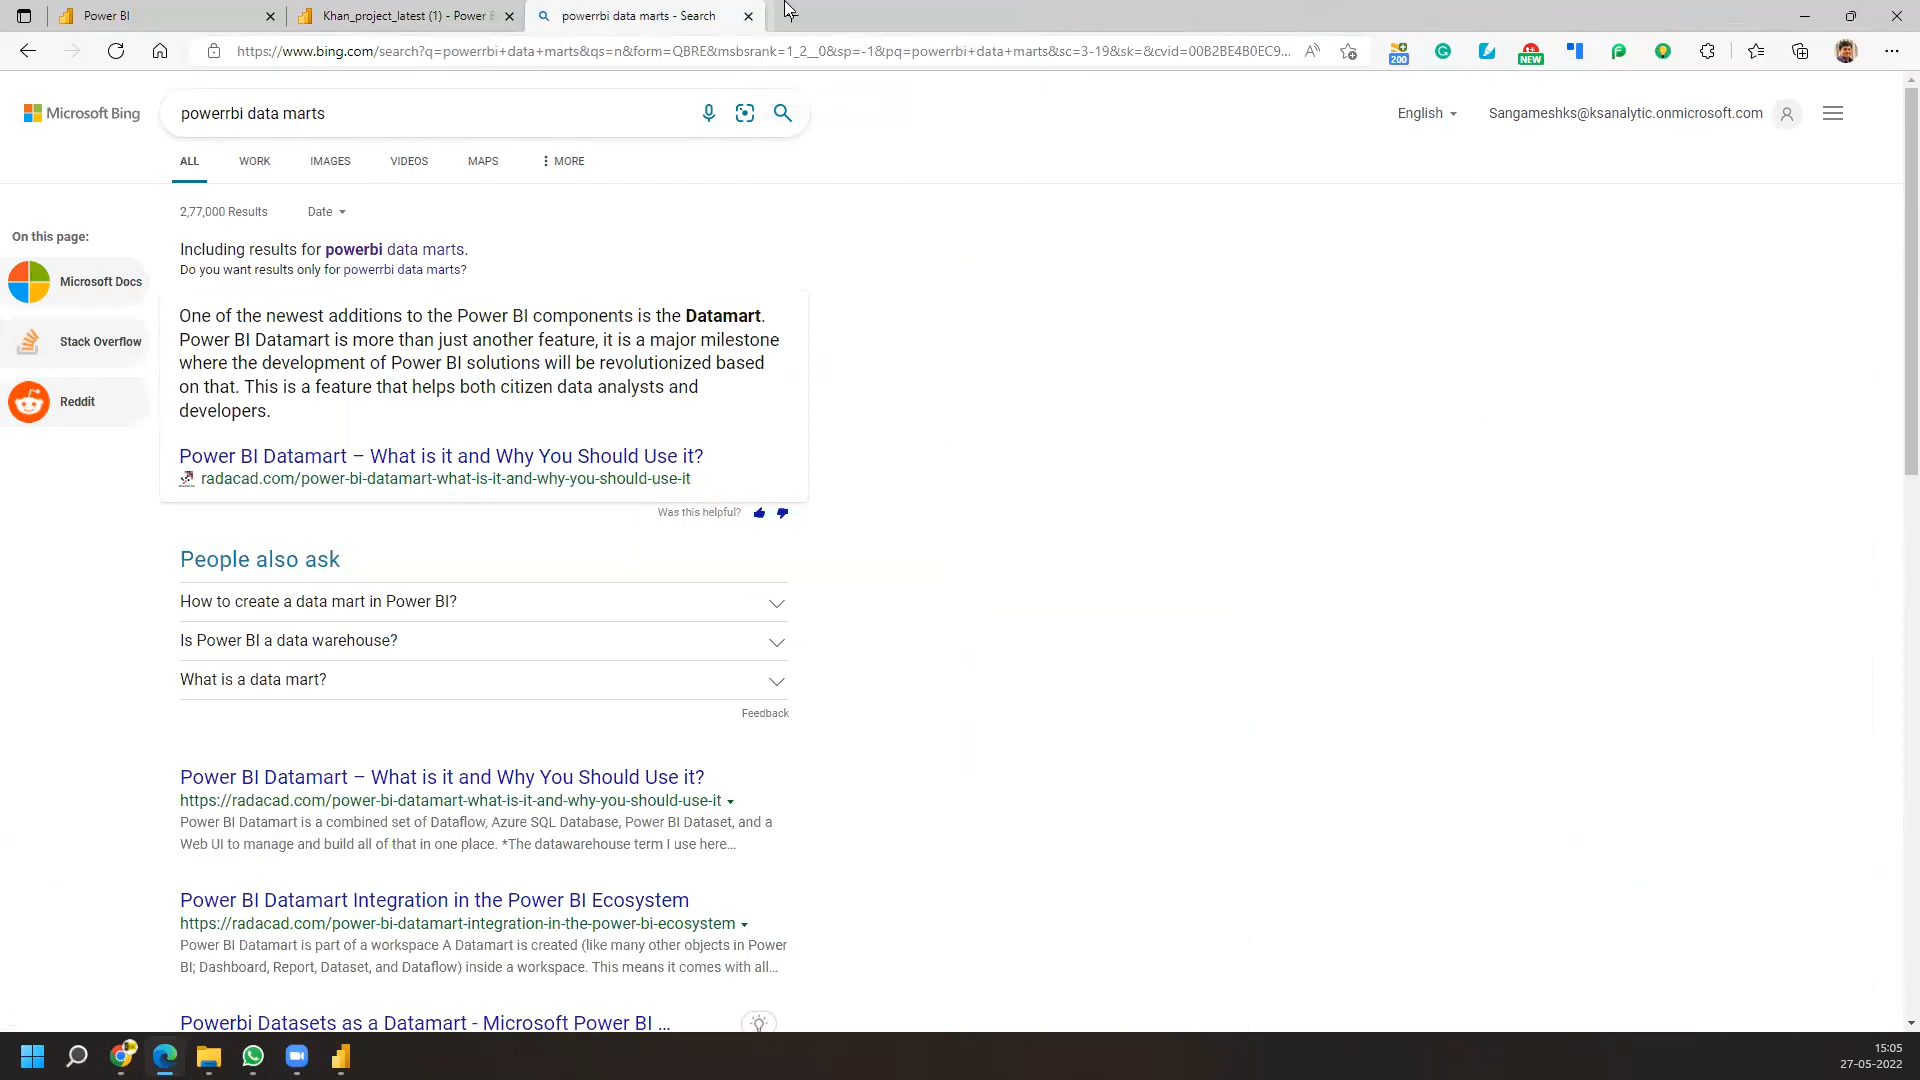 Power BI
Khan_project_latest (1) - Power B
powerrbi data marts - Search
https://www.bing.com/search?q=powerrbi+data+marts&qs=n&form=QBRE&msbsrank=1_2__0&sp=-1&pq=powerrbi+data+marts&sc=3-19&sk=&cvid=00B2BE4B0EC9...
200
NEW
Microsoft Bing
powerrbi data marts
English
Sangameshks@ksanalytic.onmicrosoft.com
ALL
WORK
IMAGES
VIDEOS
MAPS
MORE
2,77,000 Results
Date
On this page:
Microsoft Docs
Stack Overflow
Reddit
Including results for powerbi data marts.
Do you want results only for powerrbi data marts?
One of the newest additions to the Power BI components is the Datamart.
Power BI Datamart is more than just another feature, it is a major milestone
where the development of Power BI solutions will be revolutionized based
on that. This is a feature that helps both citizen data analysts and
developers.
Power BI Datamart – What is it and Why You Should Use it?
radacad.com/power-bi-datamart-what-is-it-and-why-you-should-use-it
Was this helpful?
People also ask
How to create a data mart in Power BI?
Is Power BI a data warehouse?
What is a data mart?
Feedback
Power BI Datamart – What is it and Why You Should Use it?
https://radacad.com/power-bi-datamart-what-is-it-and-why-you-should-use-it
Power BI Datamart is a combined set of Dataflow, Azure SQL Database, Power BI Dataset, and a
Web UI to manage and build all of that in one place. *The datawarehouse term I use here...
Power BI Datamart Integration in the Power BI Ecosystem
https://radacad.com/power-bi-datamart-integration-in-the-power-bi-ecosystem
Power BI Datamart is part of a workspace A Datamart is created (like many other objects in Power
BI; Dashboard, Report, Dataset, and Dataflow) inside a workspace. This means it comes with all...
Powerbi Datasets as a Datamart - Microsoft Power BI ...
15:05
27-05-2022